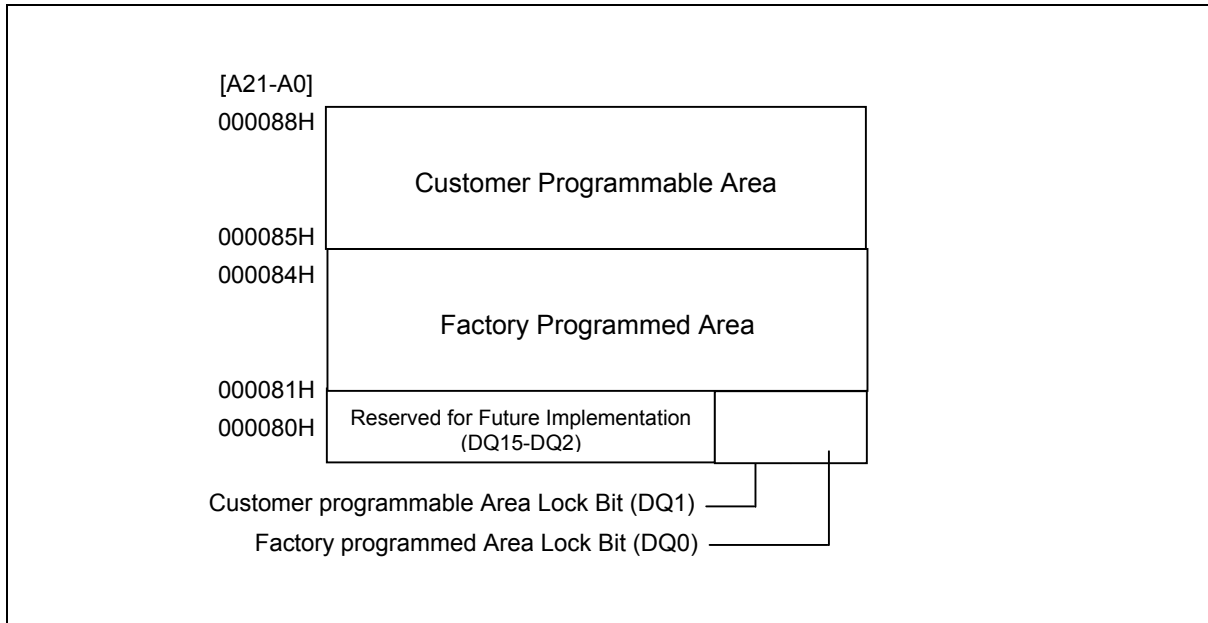 [A21-A0]
000088H
Customer Programmable Area
000085H
000084H
Factory Programmed Area
000081H
000080H
Reserved for Future Implementation
(DQ15-DQ2)
Customer programmable Area Lock Bit (DQ1)
Factory programmed Area Lock Bit (DQ0)